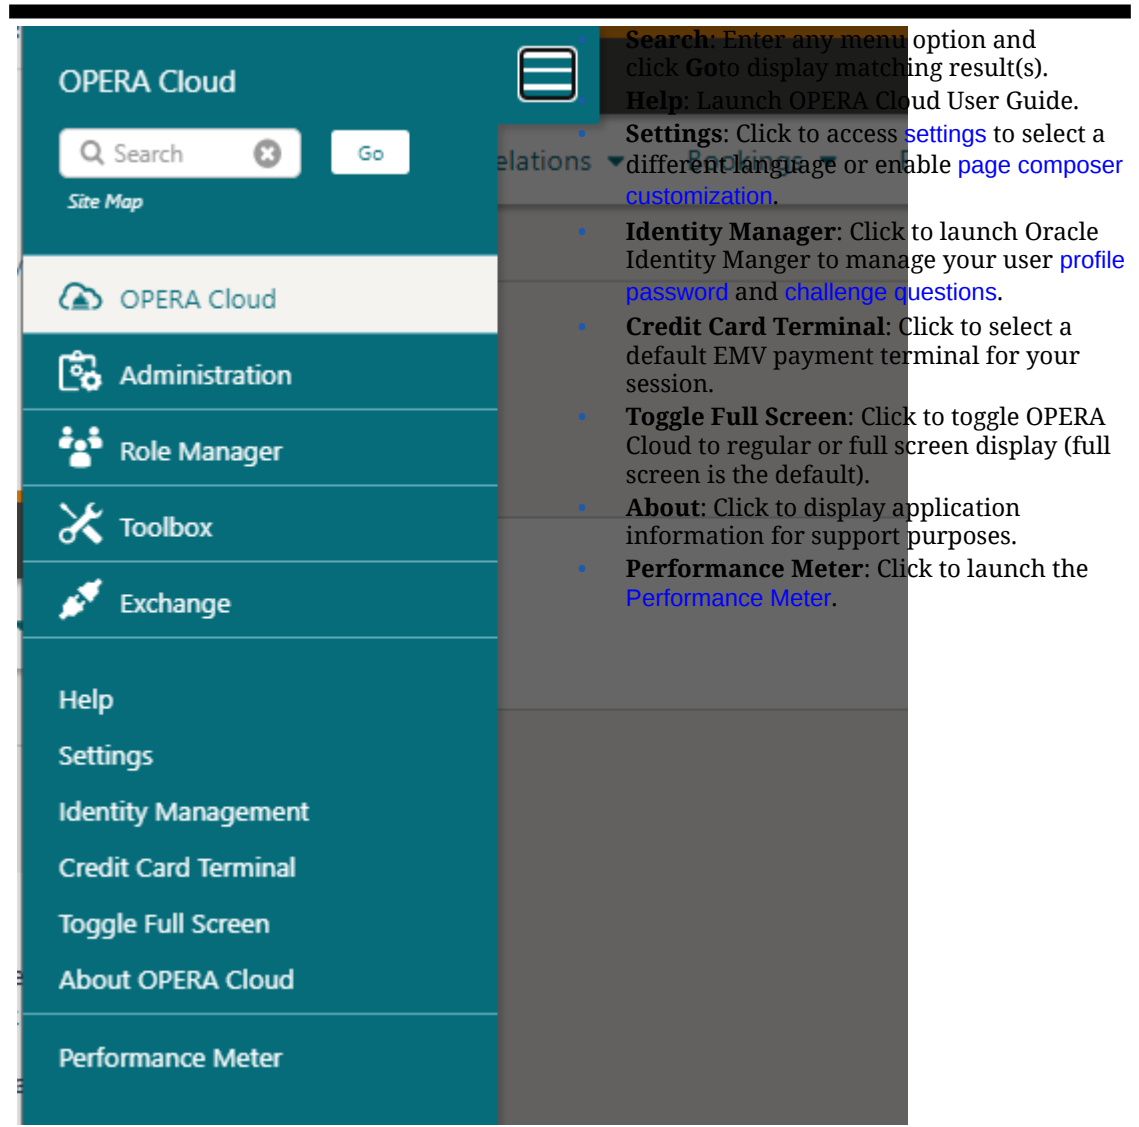 OPERA Cloud
Search
Go
Site Map
OPERA Cloud
Administration
Role Manager
Toolbox
Exchange
Help
Settings
Identity Management
Credit Card Terminal
Toggle Full Screen
About OPERA Cloud
Performance Meter
elations
Bookings
• Search: Enter any menu option and
click Goto display matching result(s).
• Help: Launch OPERA Cloud User Guide.
• Settings: Click to access settings to select a
different language or enable page composer
customization.
• Identity Manager: Click to launch Oracle
Identity Manger to manage your user profile
password and challenge questions.
• Credit Card Terminal: Click to select a
default EMV payment terminal for your
session.
• Toggle Full Screen: Click to toggle OPERA
Cloud to regular or full screen display (full
screen is the default).
• About: Click to display application
information for support purposes.
• Performance Meter: Click to launch the
Performance Meter.